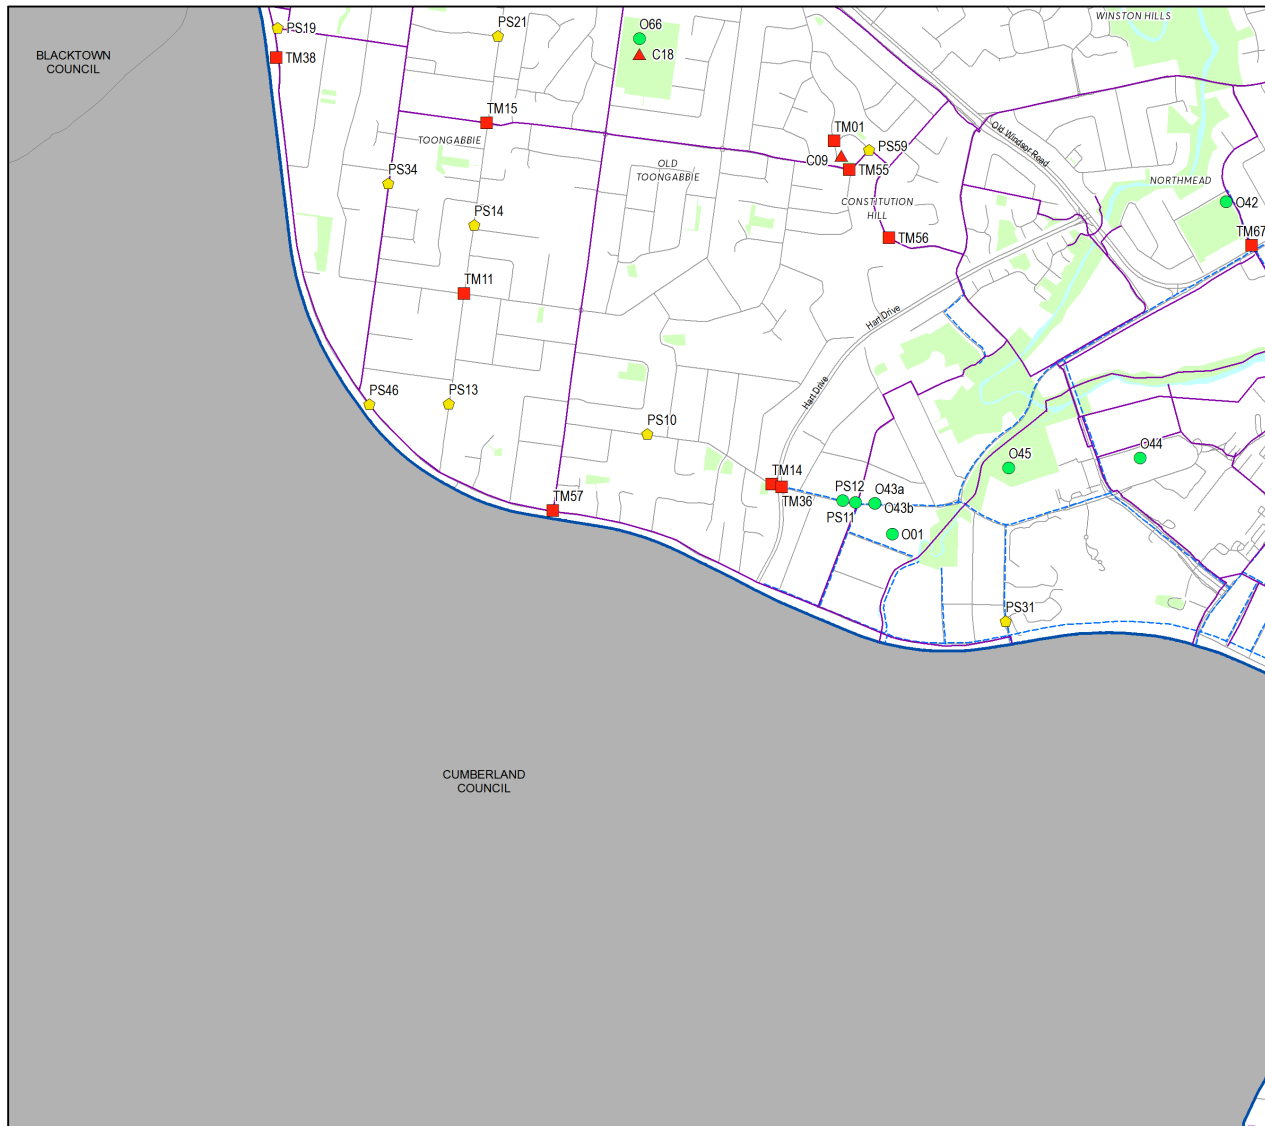 WINSTON HILLS
PS19
PS21
O66
BLACKTOWN
COUNCIL
TM38
C18
TM15
TM01
Old Windsor Road
TOONGABBIE
PS59
C09
OLD
TOONGABBIE
TM55
PS34
NORTHMEAD
CONSTITUTION
HILL
O42
PS14
TM56
TM67
TM11
Hart Drive
PS46
PS13
Hart Drive
PS10
O44
O45
TM14
TM57
TM36
PS12
O43a
O43b
PS11
O01
PS31
CUMBERLAND
COUNCIL